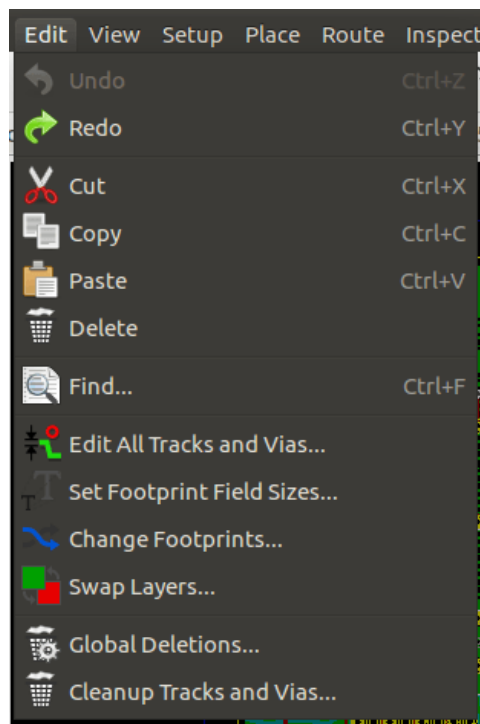 Edit View Setup Place Route Inspect
Undo Ctrl+Z
Redo Ctrl+Y
Cut Ctrl+X
Copy Ctrl+C
Paste Ctrl+V
Delete
Find... Ctrl+F
Edit All Tracks and Vias...
Set Footprint Field Sizes...
Change Footprints...
Swap Layers...
Global Deletions...
Cleanup Tracks and Vias...